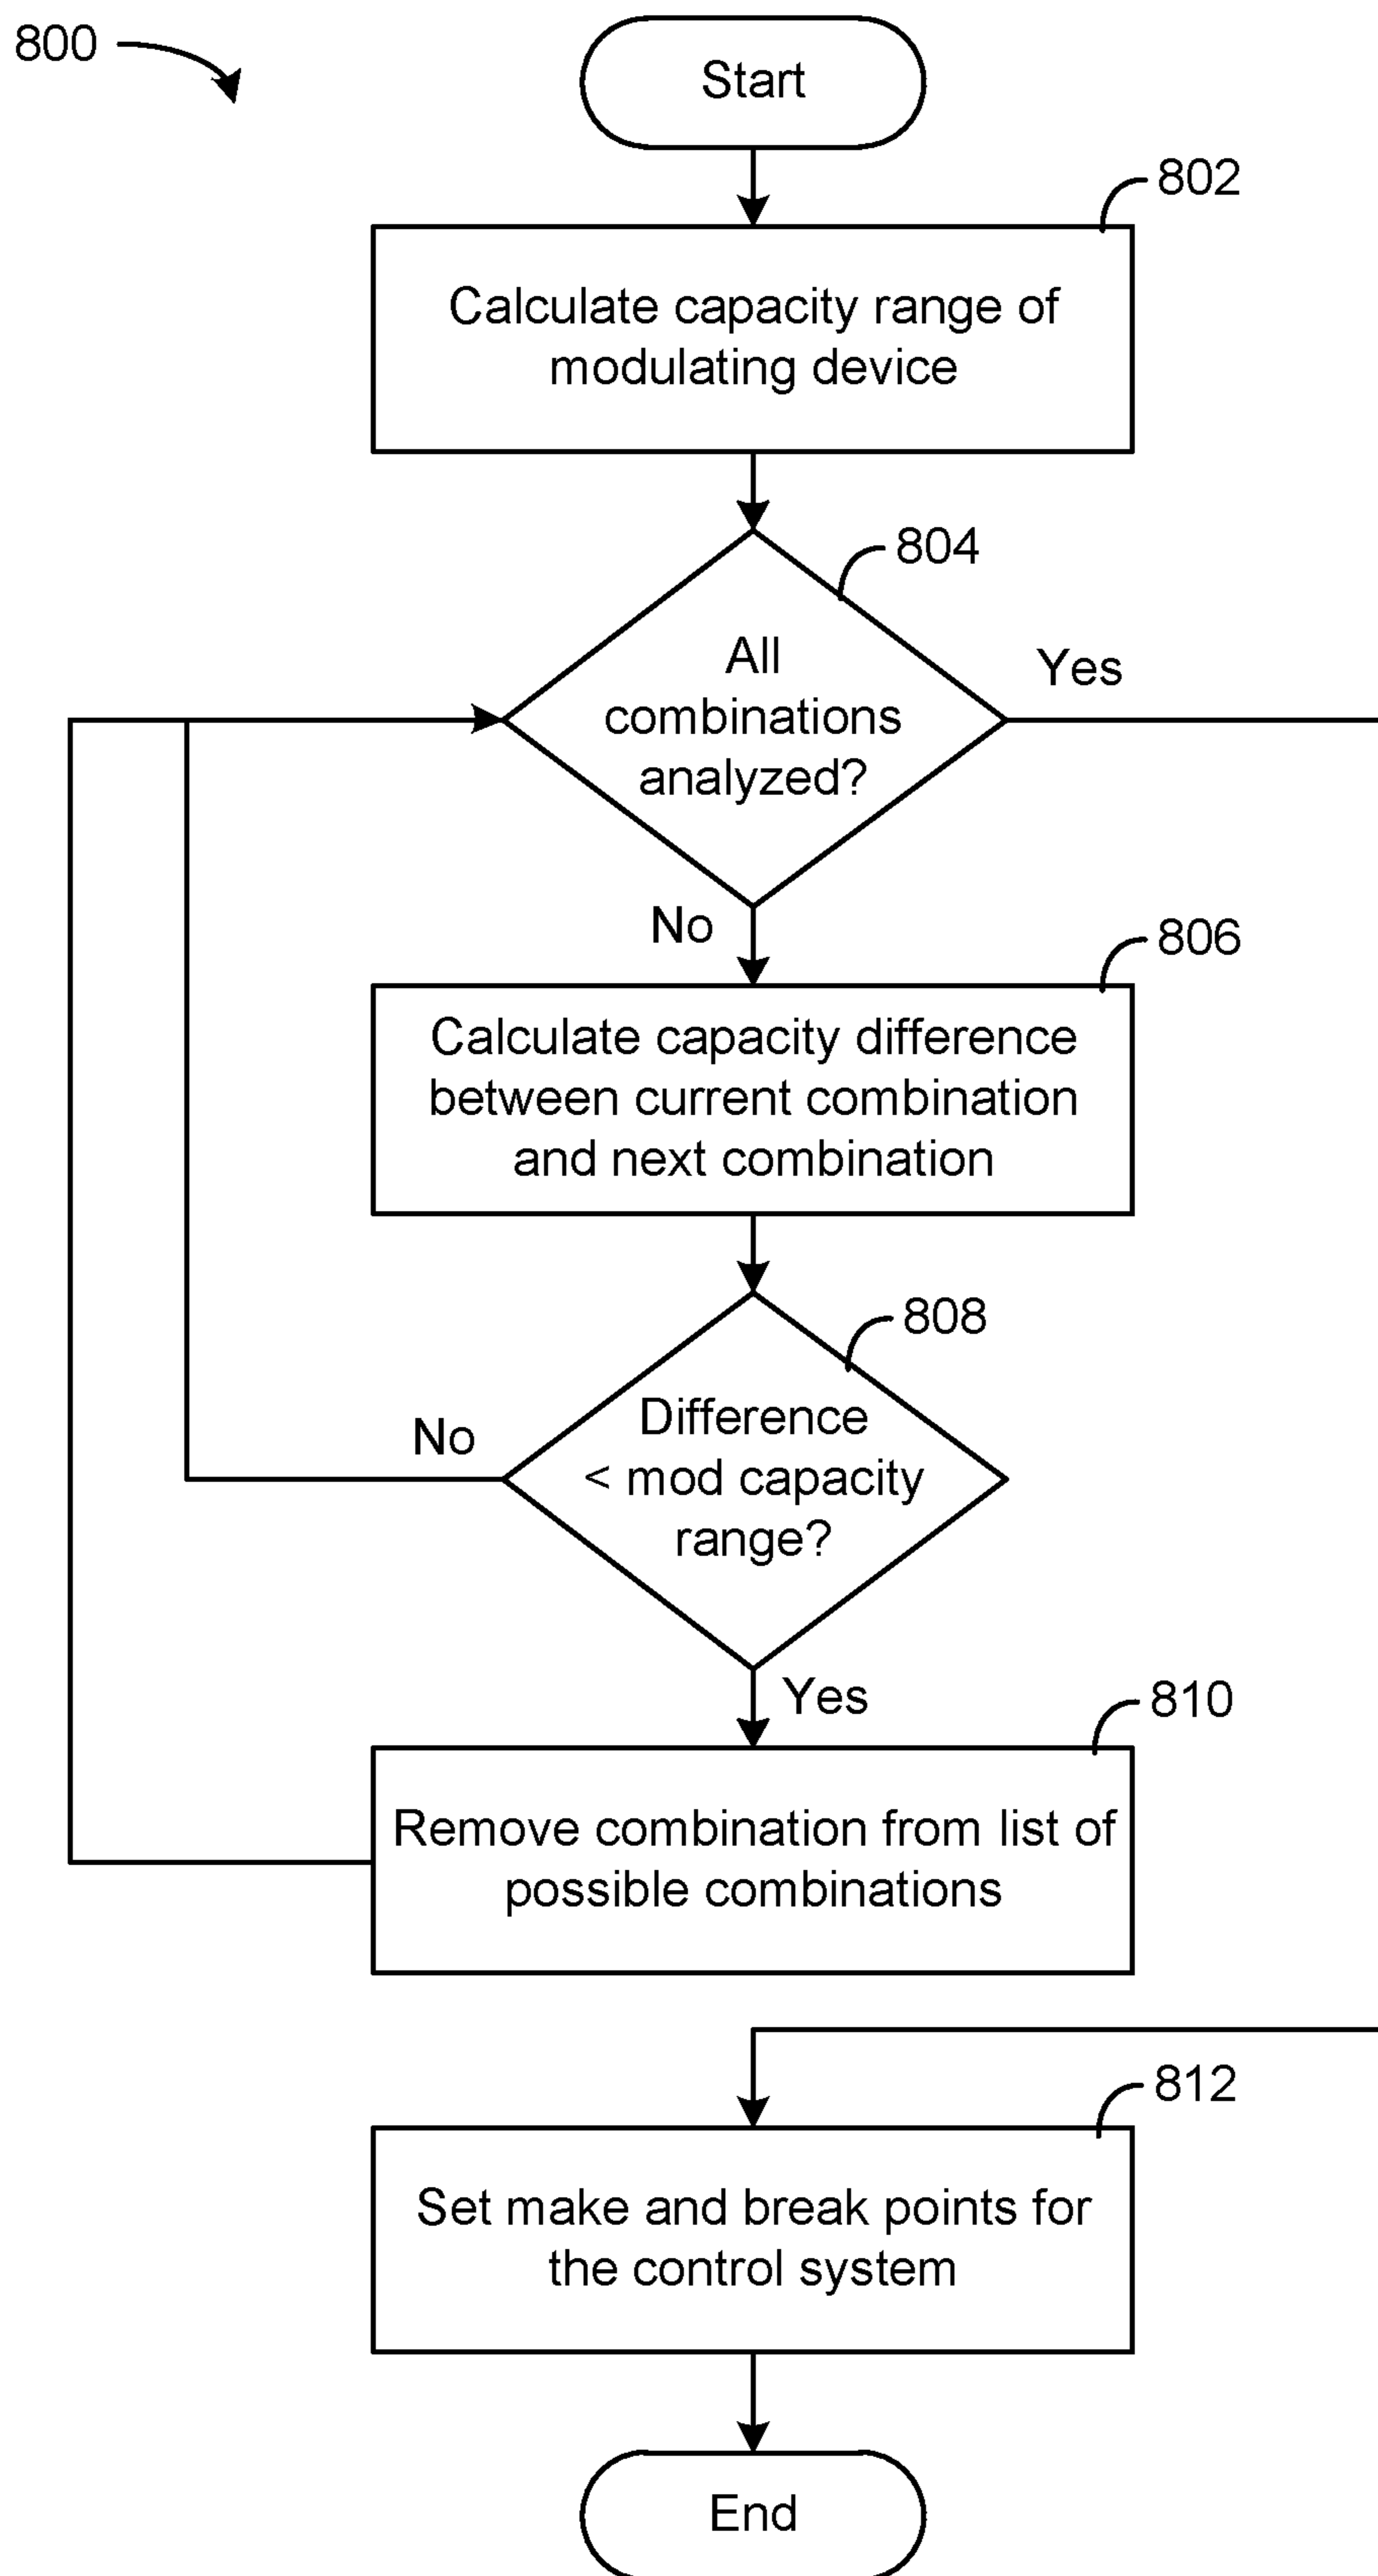 800
Start
802
Calculate capacity range of
modulating device
804
All
combinations
analyzed?
Yes
No
806
Calculate capacity difference
between current combination
and next combination
808
Difference
< mod capacity
range?
No
Yes
810
Remove combination from list of
possible combinations
812
Set make and break points for
the control system
End